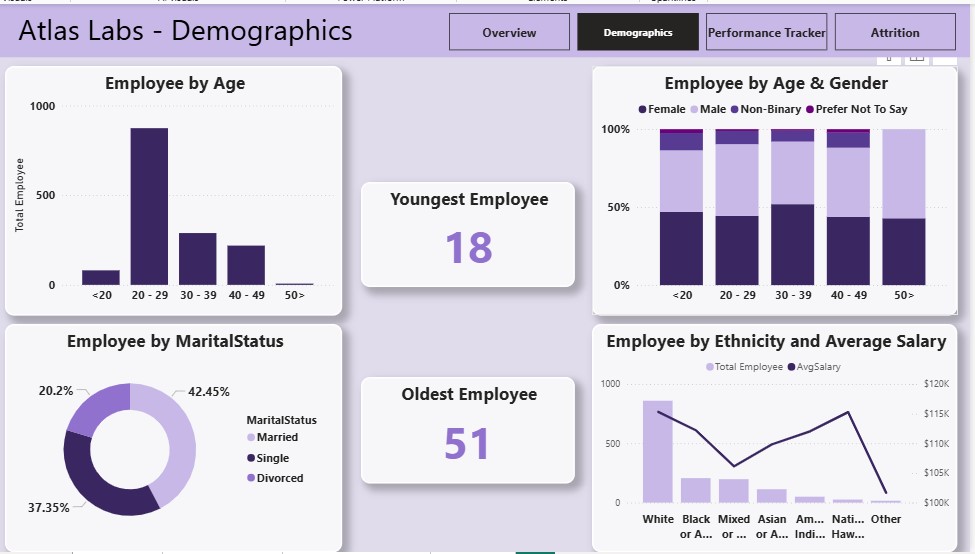 Atlas Labs - Demographics
Overview
Demographics
Performance Tracker
Attrition
Employee by Age
1000
500
0
Total Employee
<20
20 - 29
30 - 39
40 - 49
50>
Youngest Employee
18
Employee by Age & Gender
Female
Male
Non-Binary
Prefer Not To Say
100%
50%
0%
<20
20 - 29
30 - 39
40 - 49
50>
Employee by MaritalStatus
20.2%
42.45%
37.35%
MaritalStatus
Married
Single
Divorced
Oldest Employee
51
Employee by Ethnicity and Average Salary
Total Employee
AvgSalary
1000
500
0
$120K
$115K
$110K
$105K
$100K
White
Black
or A...
Mixed
or ...
Asian
or A...
Am...
Indi...
Nati...
Haw...
Other